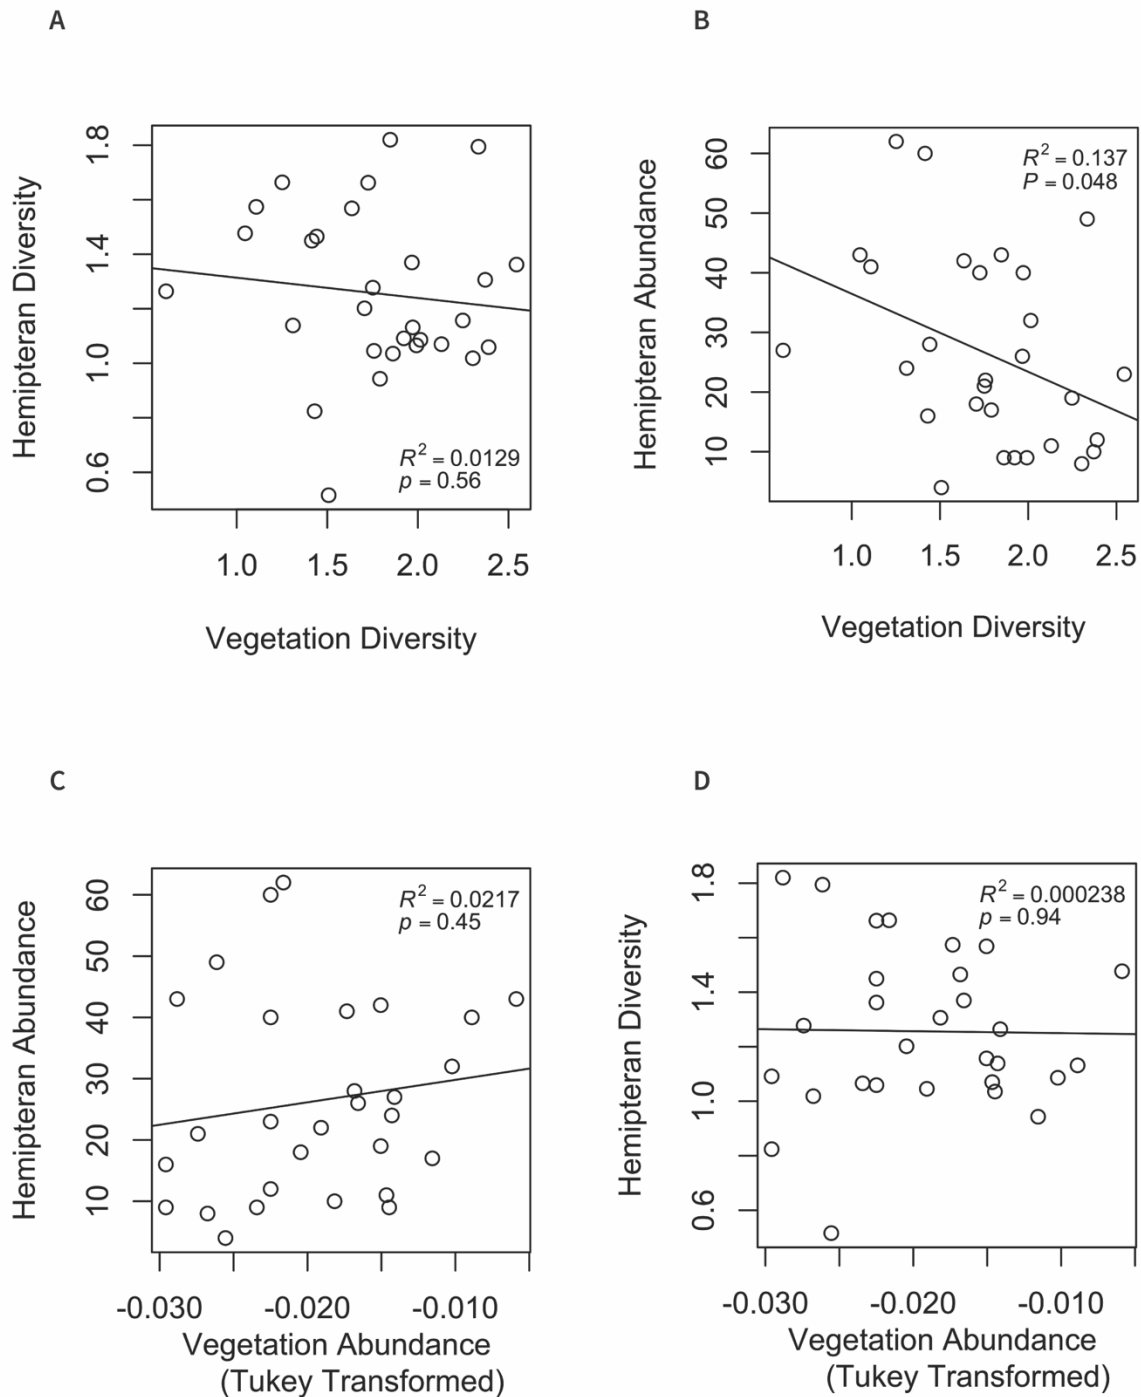 A
Hemipteran Diversity
1.8
1.4
1.0
0.6
R² = 0.0129
p = 0.56
1.0 1.5 2.0 2.5
Vegetation Diversity
B
Hemipteran Abundance
60
50
40
30
20
10
R² = 0.137
P = 0.048
1.0 1.5 2.0 2.5
Vegetation Diversity
C
Hemipteran Abundance
60
50
40
30
20
10
R² = 0.0217
p = 0.45
-0.030 -0.020 -0.010
Vegetation Abundance
(Tukey Transformed)
D
Hemipteran Diversity
1.8
1.4
1.0
0.6
R² = 0.000238
p = 0.94
-0.030 -0.020 -0.010
Vegetation Abundance
(Tukey Transformed)